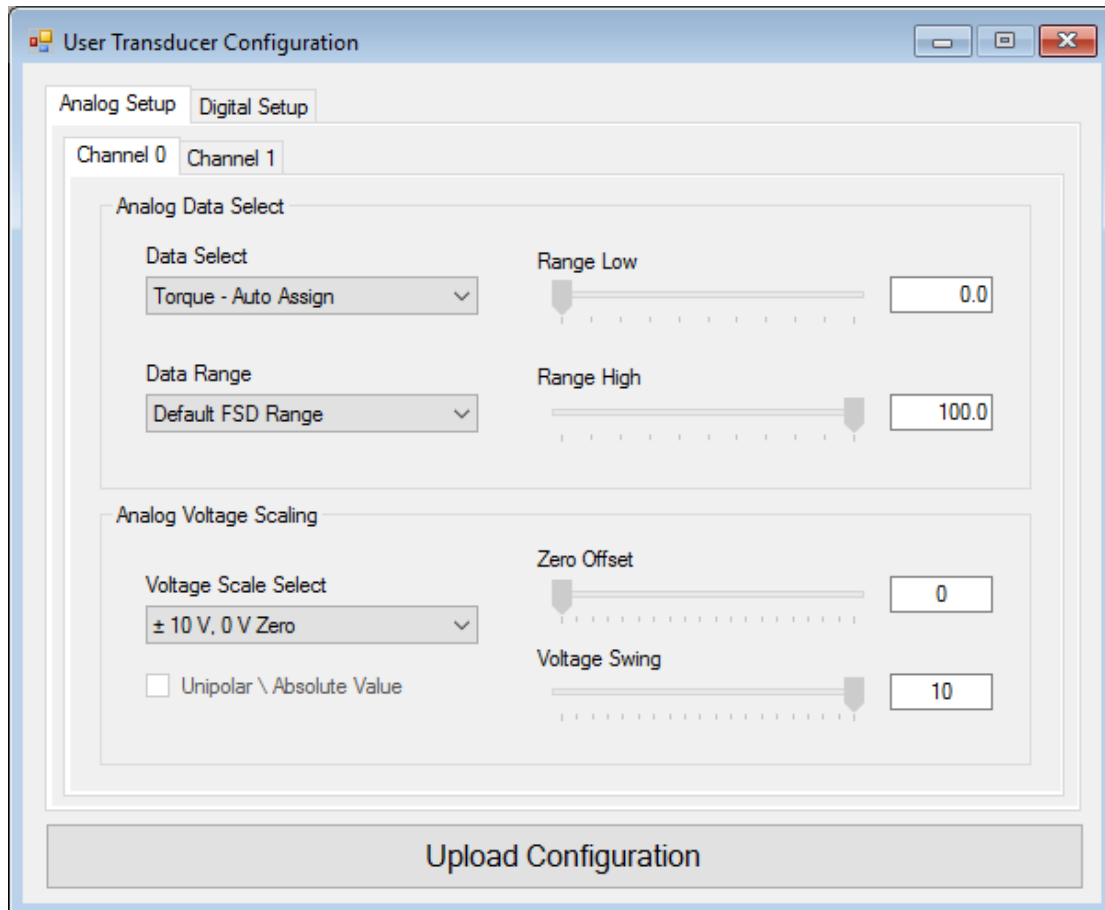 User Transducer Configuration
Analog Setup Digital Setup
Channel 0 Channel 1
Analog Data Select
Data Select
Torque - Auto Assign
Range Low
0.0
Data Range
Default FSD Range
Range High
100.0
Analog Voltage Scaling
Voltage Scale Select
± 10 V, 0 V Zero
Unipolar \ Absolute Value
Zero Offset
0
Voltage Swing
10
Upload Configuration